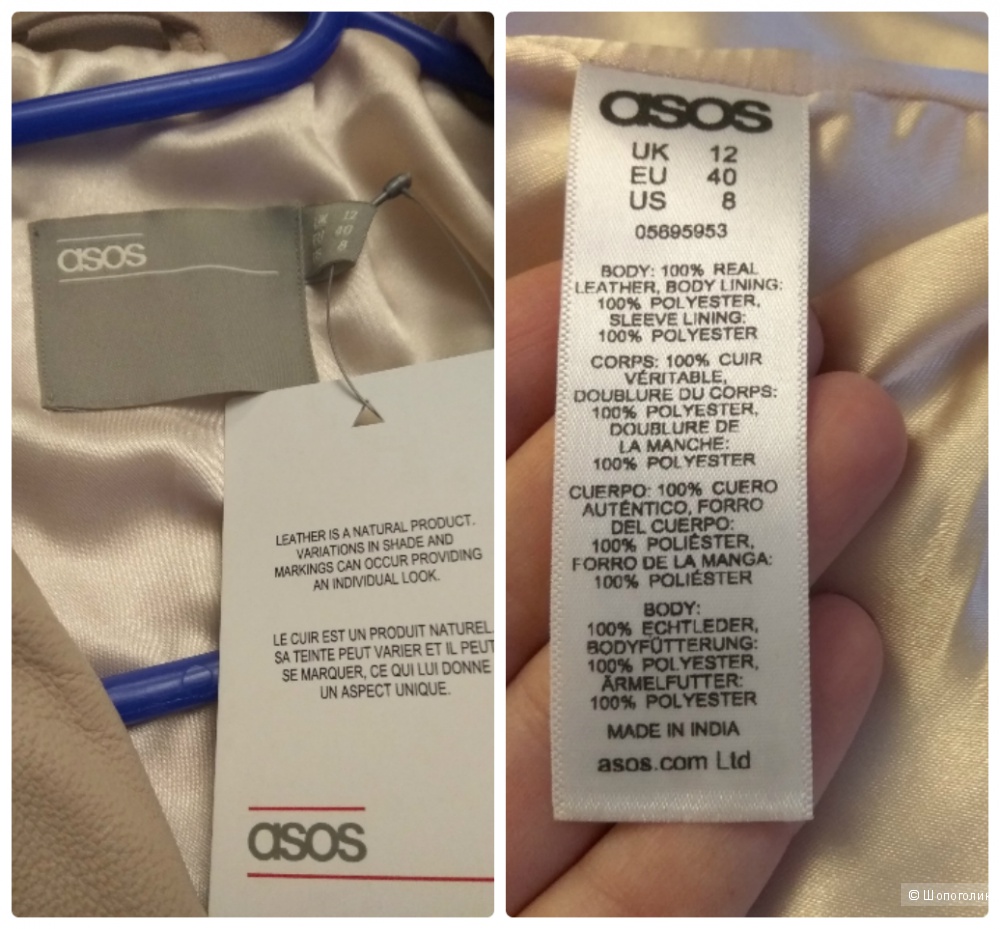 asos
UK 12
EU 40
US 8
LEATHER IS A NATURAL PRODUCT.
VARIATIONS IN SHADE AND
MARKINGS CAN OCCUR PROVIDING
AN INDIVIDUAL LOOK.
LE CUIR EST UN PRODUIT NATUREL.
SA TEINTE PEUT VARIER ET IL PEUT
SE MARQUER, CE QUI LUI DONNE
UN ASPECT UNIQUE.
asos
asos
UK 12
EU 40
US 8
05695953
BODY: 100% REAL
LEATHER, BODY LINING:
100% POLYESTER,
SLEEVE LINING:
100% POLYESTER
CORPS: 100% CUIR
VÉRITABLE,
DOUBLURE DU CORPS:
100% POLYESTER,
DOUBLURE DE
LA MANCHE:
100% POLYESTER
CUERPO: 100% CUERO
AUTÉNTICO, FORRO
DEL CUERPO:
100% POLIÉSTER,
FORRO DE LA MANGA:
100% POLIÉSTER
BODY:
100% ECHTLEDER,
BODYFÜTTERUNG:
100% POLYESTER,
ÄRMELFUTTER:
100% POLYESTER
MADE IN INDIA
asos.com Ltd
© Шопоголик